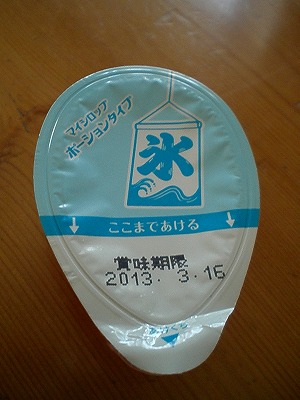 マインロップ
ポーションタイプ
氷
ここまであける
賞味期限
2013. 3.16